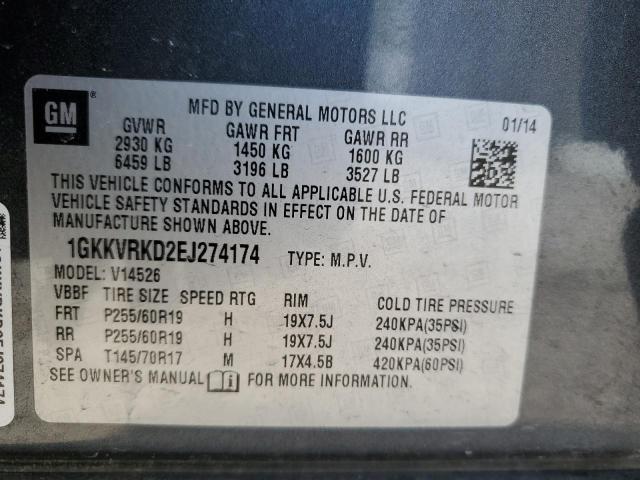 GM ®
MFD BY GENERAL MOTORS LLC
01/14
GVWR GAWR FRT GAWR RR
2930 KG 1450 KG 1600 KG
6459 LB 3196 LB 3527 LB
THIS VEHICLE CONFORMS TO ALL APPLICABLE U.S. FEDERAL MOTOR
VEHICLE SAFETY STANDARDS IN EFFECT ON THE DATE OF
MANUFACTURE SHOWN ABOVE.
1GKKVRKD2EJ274174 TYPE: M.P.V.
MODEL: V14526
VBBF TIRE SIZE SPEED RTG RIM COLD TIRE PRESSURE
FRT P255/60R19 H 19X7.5J 240KPA(35PSI)
RR P255/60R19 H 19X7.5J 240KPA(35PSI)
SPA T145/70R17 M 17X4.5B 420KPA(60PSI)
SEE OWNER'S MANUAL FOR MORE INFORMATION.